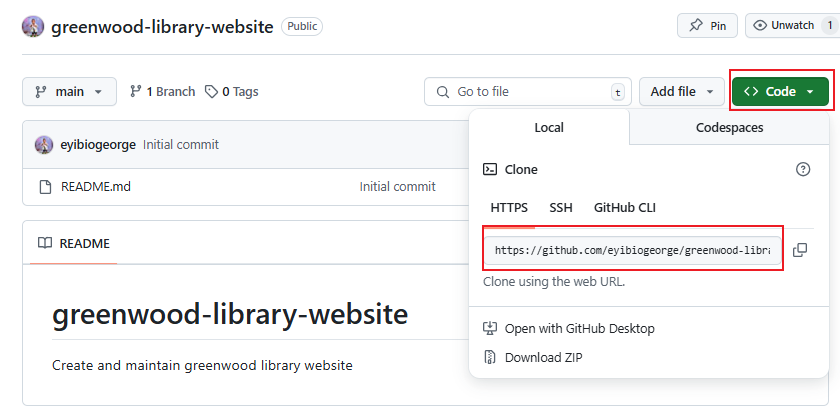 greenwood-library-website Public Pin Unwatch 1
main 1 Branch 0 Tags Go to file t Add file Code
Local Codespaces
eyibiogeorge Initial commit
Clone
README.md Initial commit
HTTPS SSH GitHub CLI
README
https://github.com/eyibiogeorge/greenwood-libra
Clone using the web URL.
greenwood-library-website
Open with GitHub Desktop
Create and maintain greenwood library website
Download ZIP